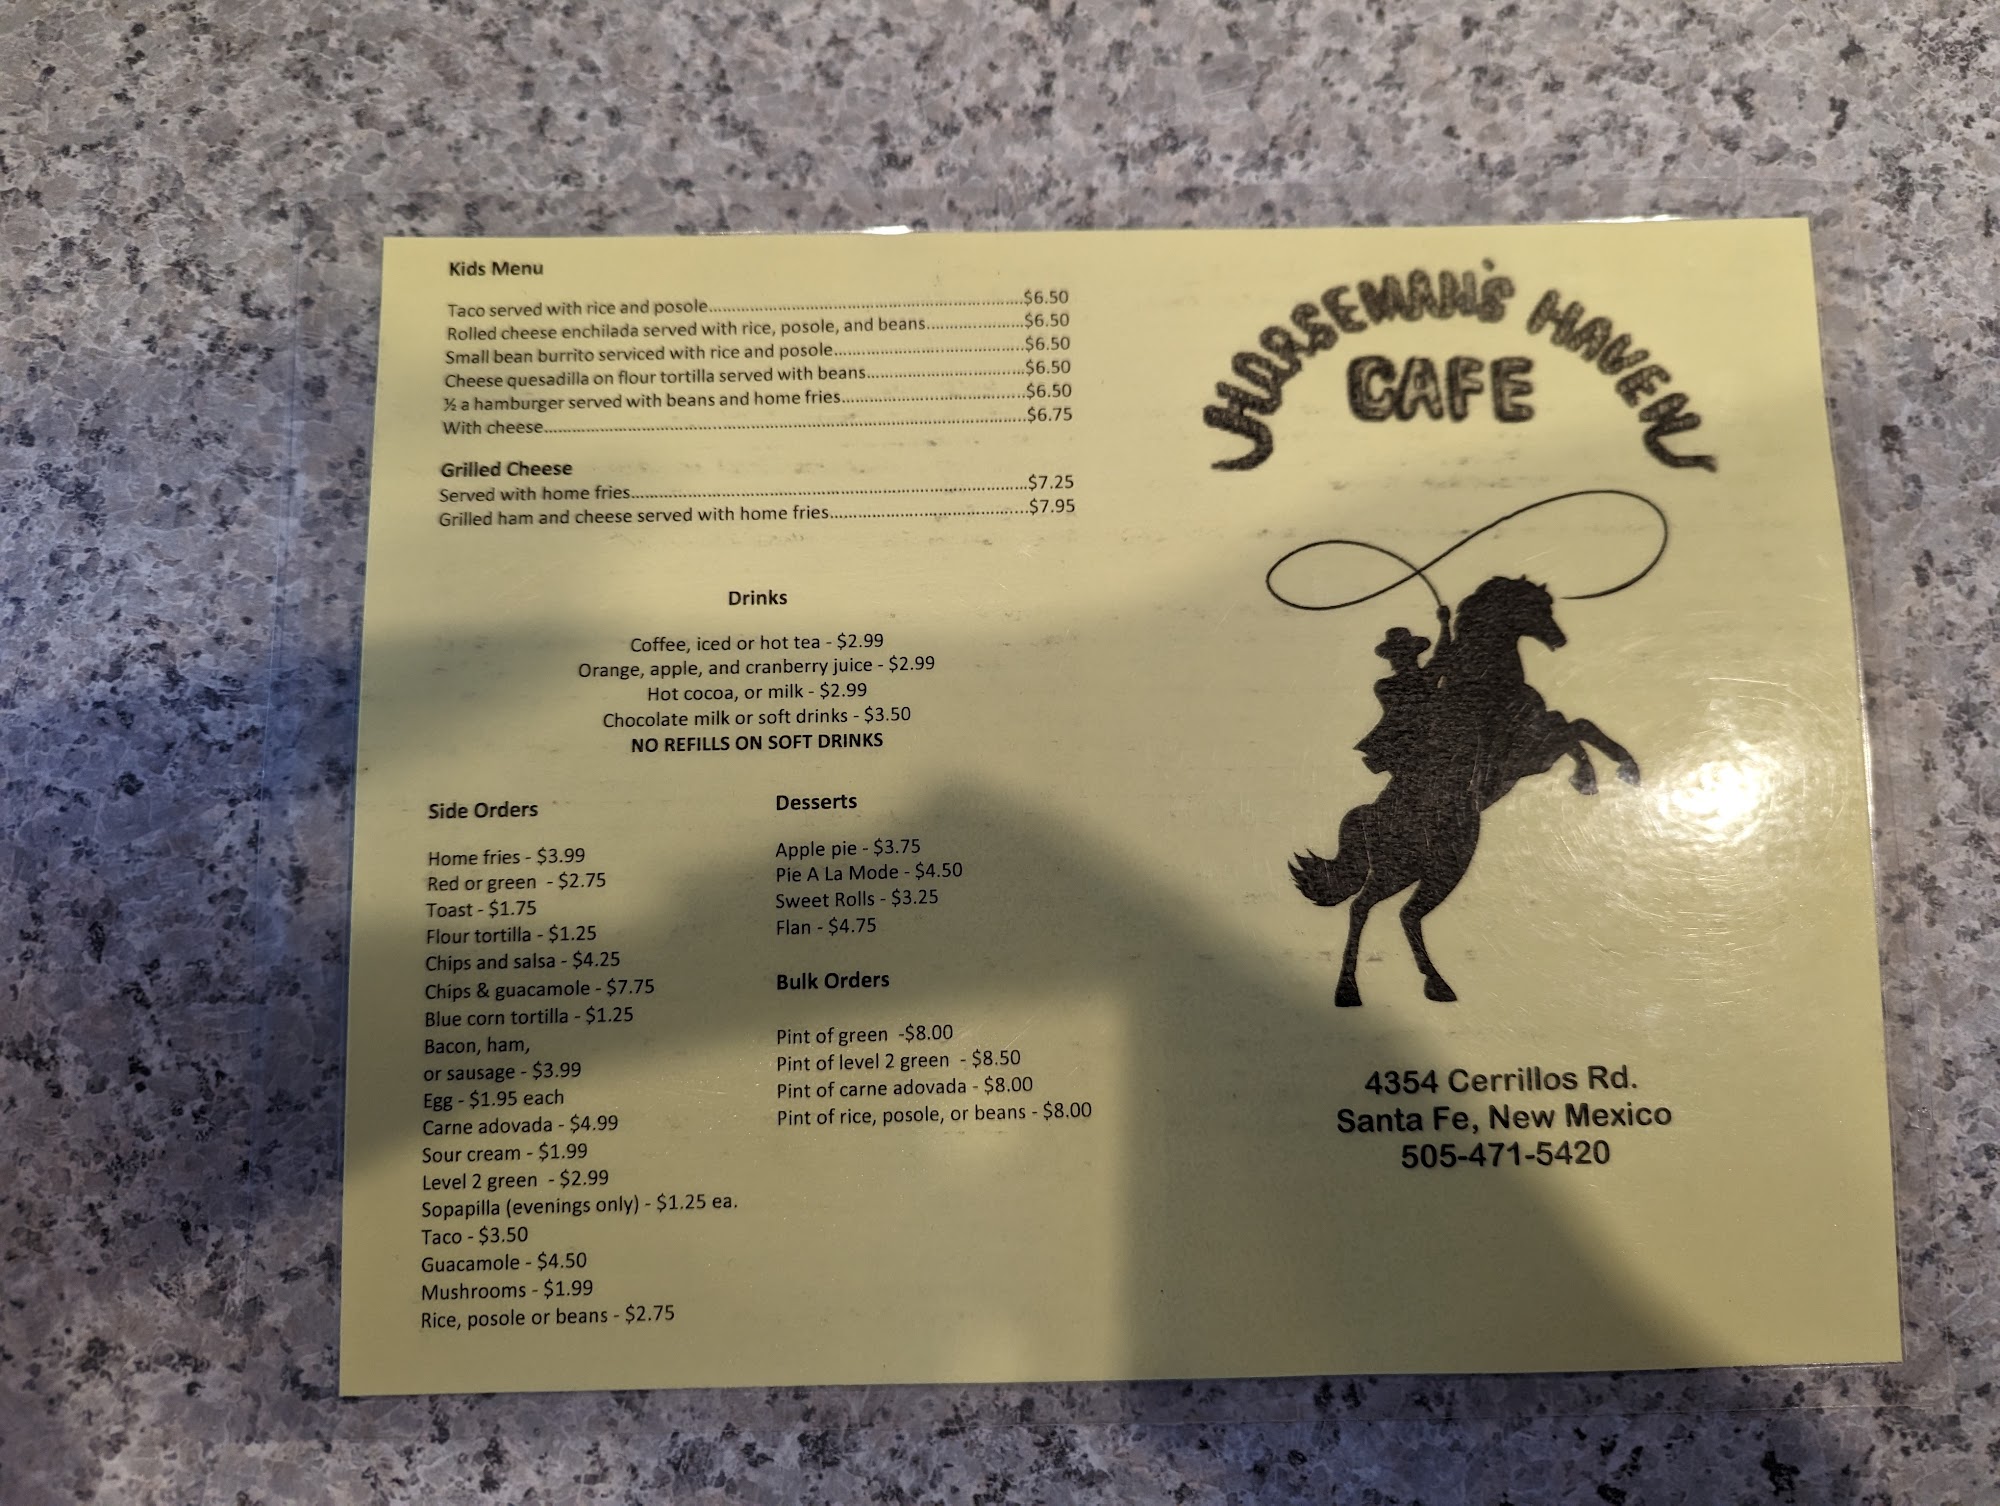 Kids Menu
Taco served with rice and posole..........$6.50
Rolled cheese enchilada served with rice, posole, and beans..........$6.50
Small bean burrito serviced with rice and posole..........$6.50
Cheese quesadilla on flour tortilla served with beans..........$6.50
½ a hamburger served with beans and home fries..........$6.50
With cheese..........$6.75
Grilled Cheese
Served with home fries..........$7.25
Grilled ham and cheese served with home fries..........$7.95
Drinks
Coffee, iced or hot tea - $2.99
Orange, apple, and cranberry juice - $2.99
Hot cocoa, or milk - $2.99
Chocolate milk or soft drinks - $3.50
NO REFILLS ON SOFT DRINKS
Side Orders
Home fries - $3.99
Red or green - $2.75
Toast - $1.75
Flour tortilla - $1.25
Chips and salsa - $4.25
Chips & guacamole - $7.75
Blue corn tortilla - $1.25
Bacon, ham,
or sausage - $3.99
Egg - $1.95 each
Carne adovada - $4.99
Sour cream - $1.99
Level 2 green - $2.99
Sopapilla (evenings only) - $1.25 ea.
Taco - $3.50
Guacamole - $4.50
Mushrooms - $1.99
Rice, posole or beans - $2.75
Desserts
Apple pie - $3.75
Pie A La Mode - $4.50
Sweet Rolls - $3.25
Flan - $4.75
Bulk Orders
Pint of green -$8.00
Pint of level 2 green - $8.50
Pint of carne adovada - $8.00
Pint of rice, posole, or beans - $8.00
HORSEMAN'S HAVEN
CAFE
4354 Cerrillos Rd.
Santa Fe, New Mexico
505-471-5420